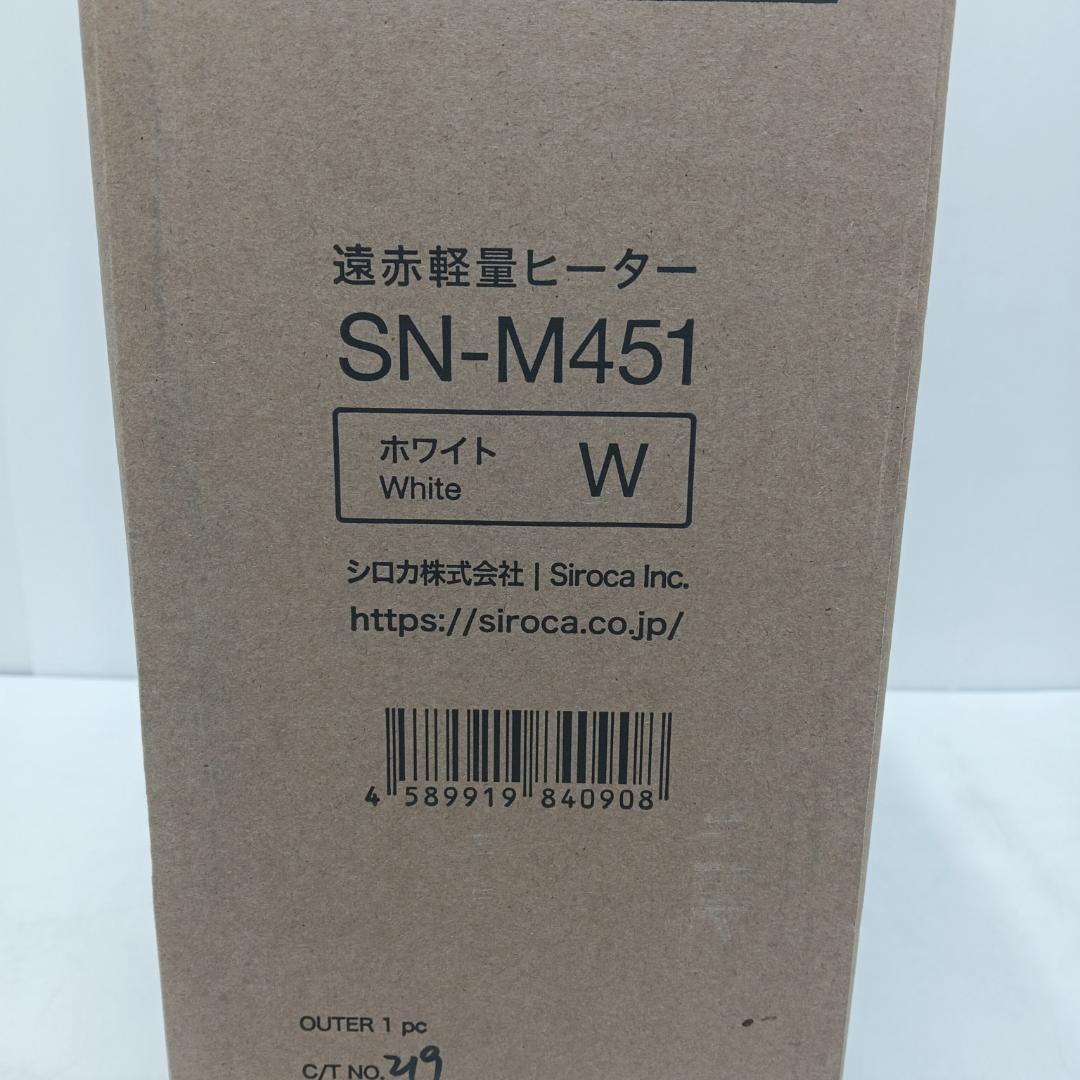 遠赤軽量ヒーター
SN-M451
ホワイト
White
W
シロカ株式会社 | Siroca Inc.
https://siroca.co.jp/
4 589919 840908
OUTER 1 pc
C/T NO. 219